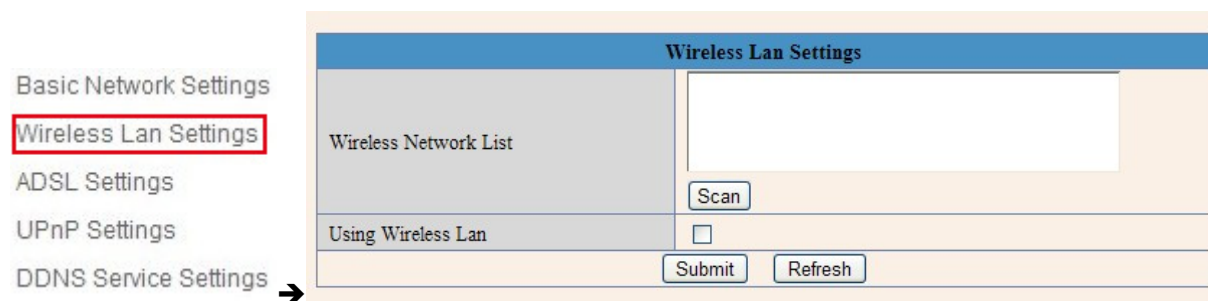 Basic Network Settings
Wireless Lan Settings
ADSL Settings
UPnP Settings
DDNS Service Settings ➔
Wireless Lan Settings
Wireless Network List
Scan
Using Wireless Lan
Submit Refresh